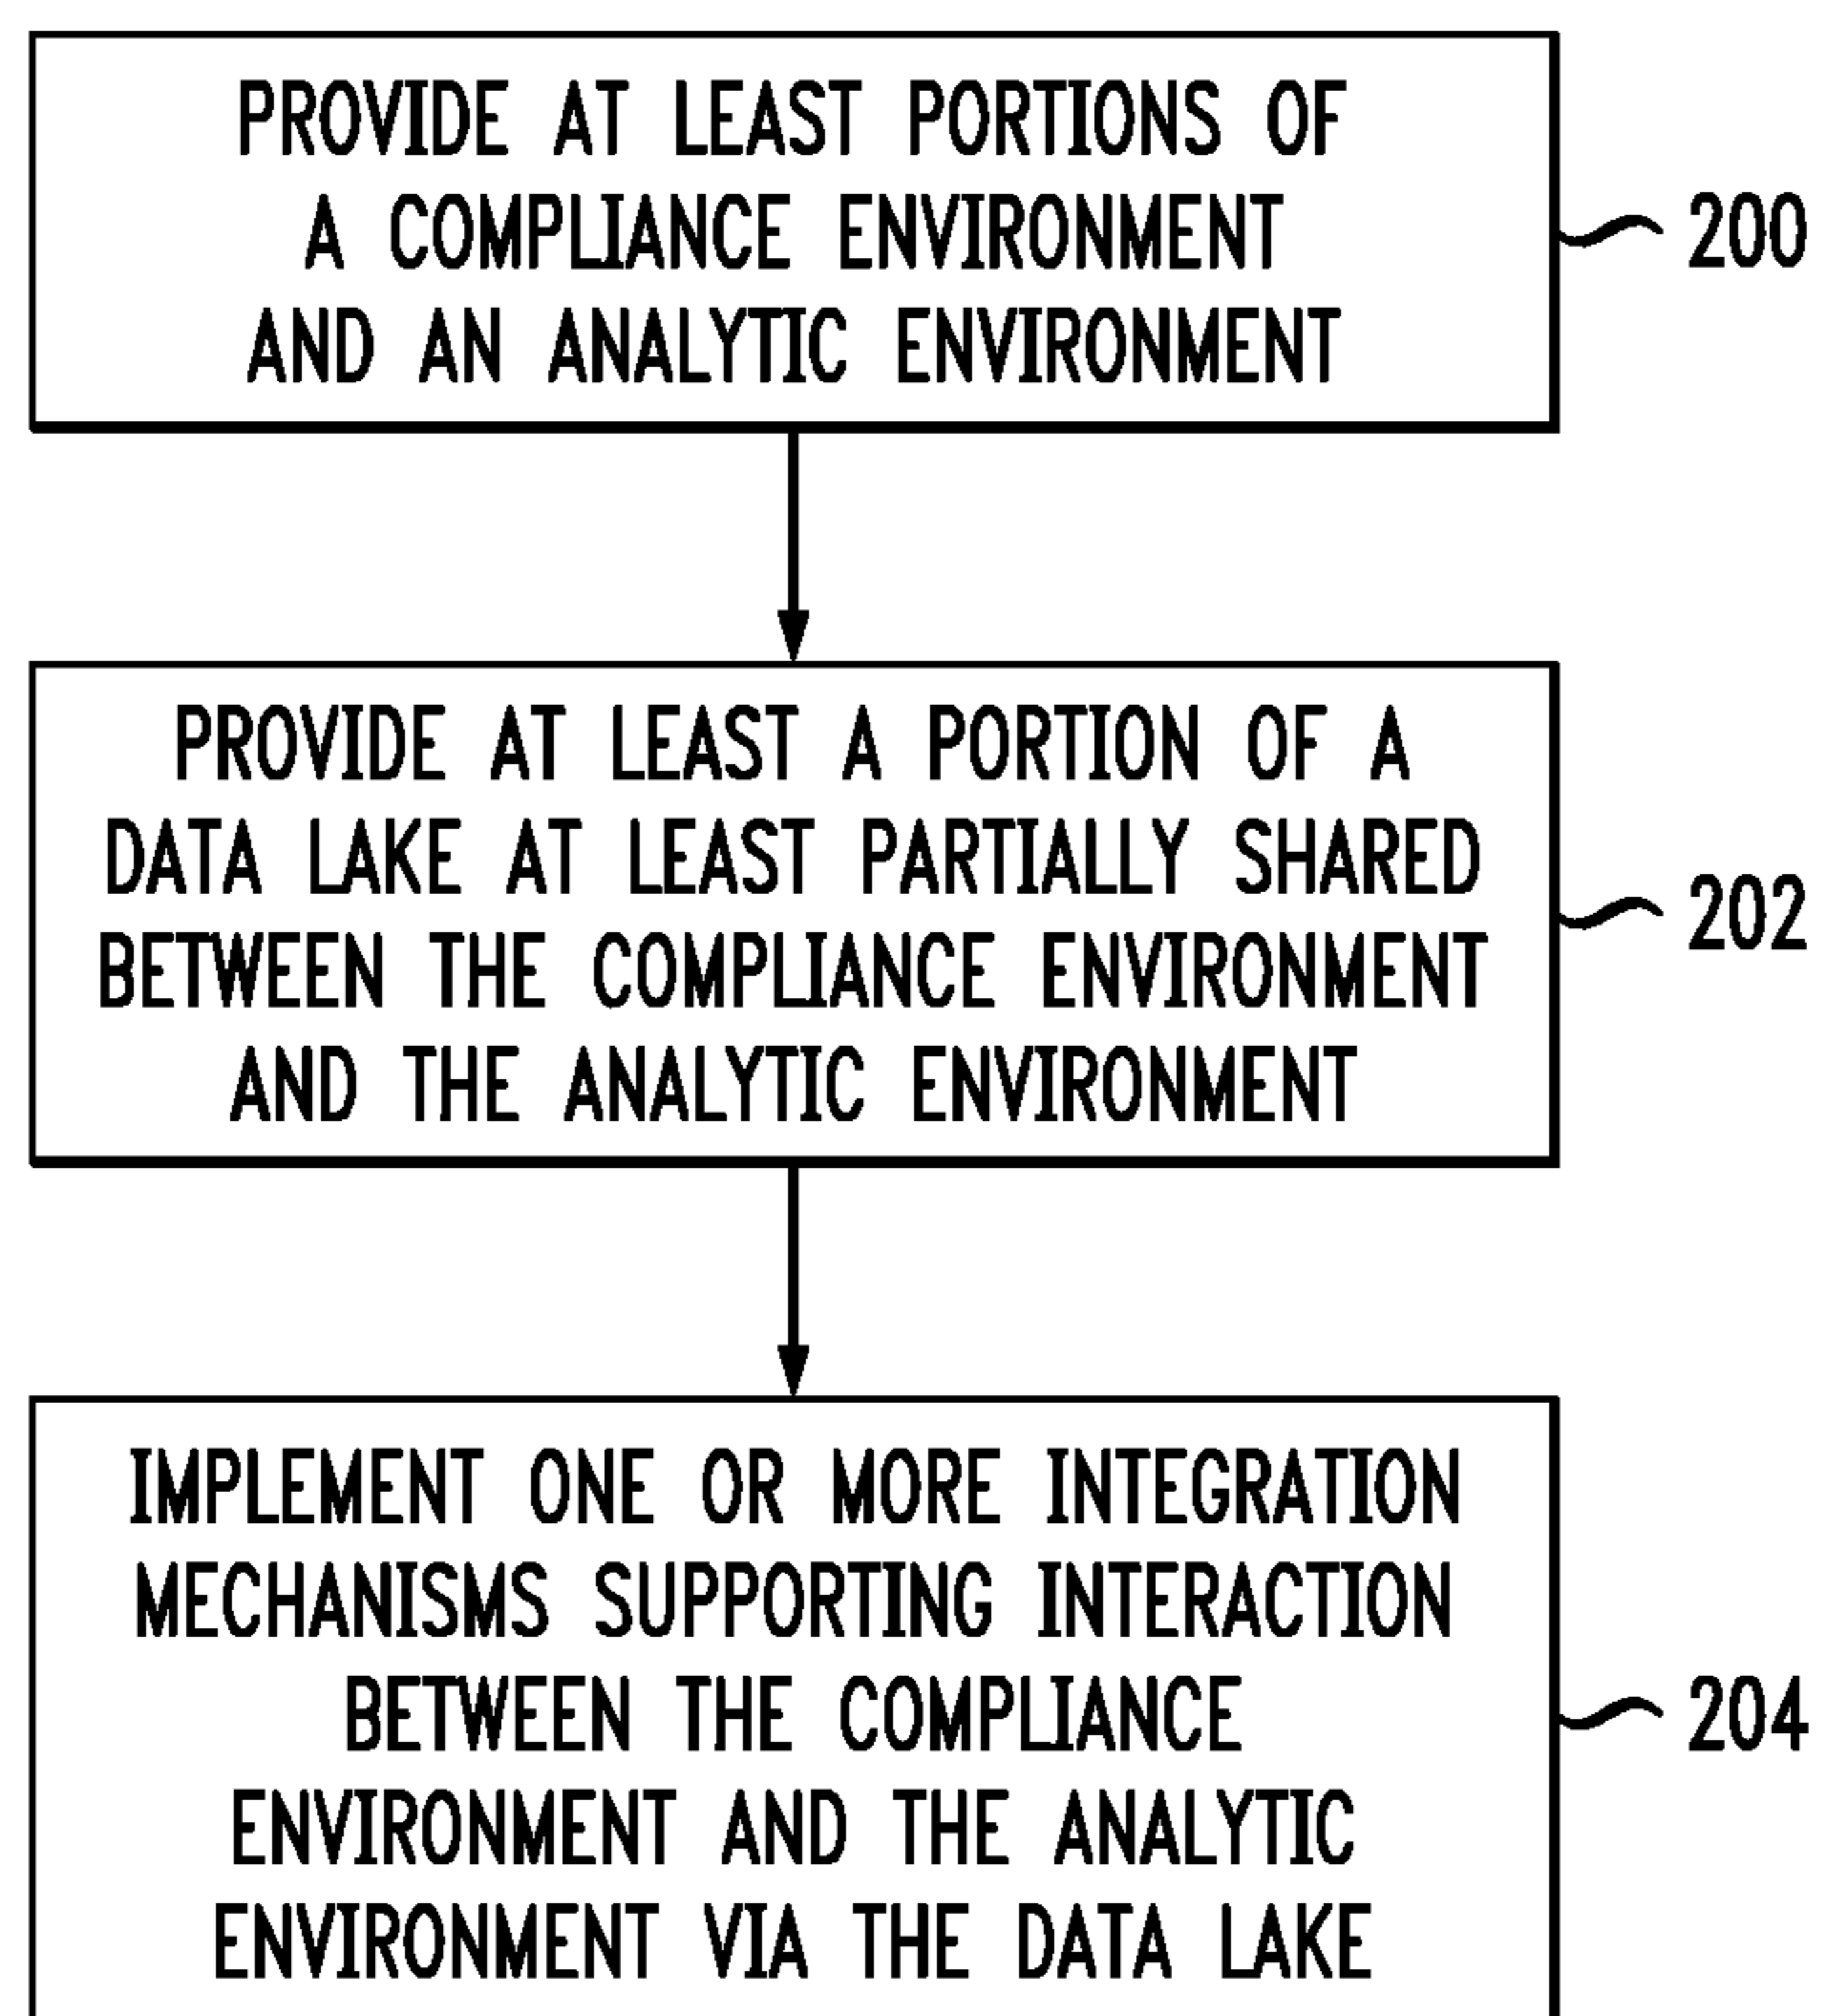 PROVIDE AT LEAST PORTIONS OF
A COMPLIANCE ENVIRONMENT
AND AN ANALYTIC ENVIRONMENT
200
PROVIDE AT LEAST A PORTION OF A
DATA LAKE AT LEAST PARTIALLY SHARED
BETWEEN THE COMPLIANCE ENVIRONMENT
AND THE ANALYTIC ENVIRONMENT
202
IMPLEMENT ONE OR MORE INTEGRATION
MECHANISMS SUPPORTING INTERACTION
BETWEEN THE COMPLIANCE
ENVIRONMENT AND THE ANALYTIC
ENVIRONMENT VIA THE DATA LAKE
204